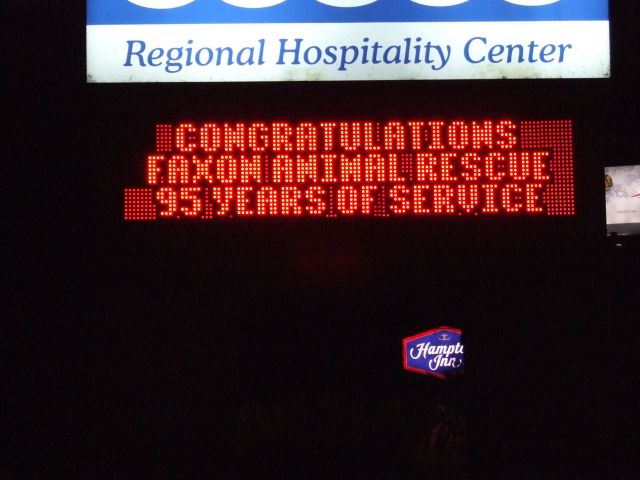 Regional Hospitality Center
CONGRATULATIONS
FAXON ANIMAL RESCUE
95 YEARS OF SERVICE
Hampton
Inn